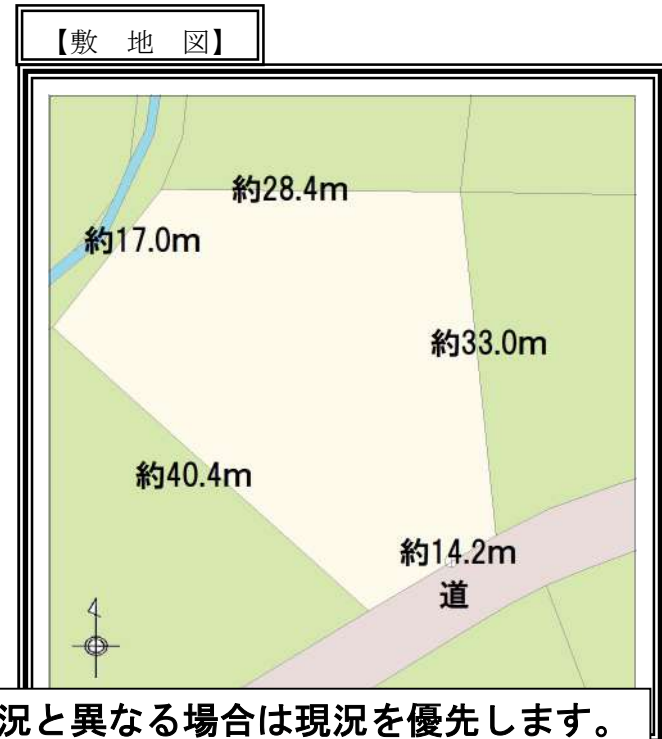 【敷 地 図】
約28.4m
約17.0m
約33.0m
約40.4m
約14.2m
道
況と異なる場合は現況を優先します。